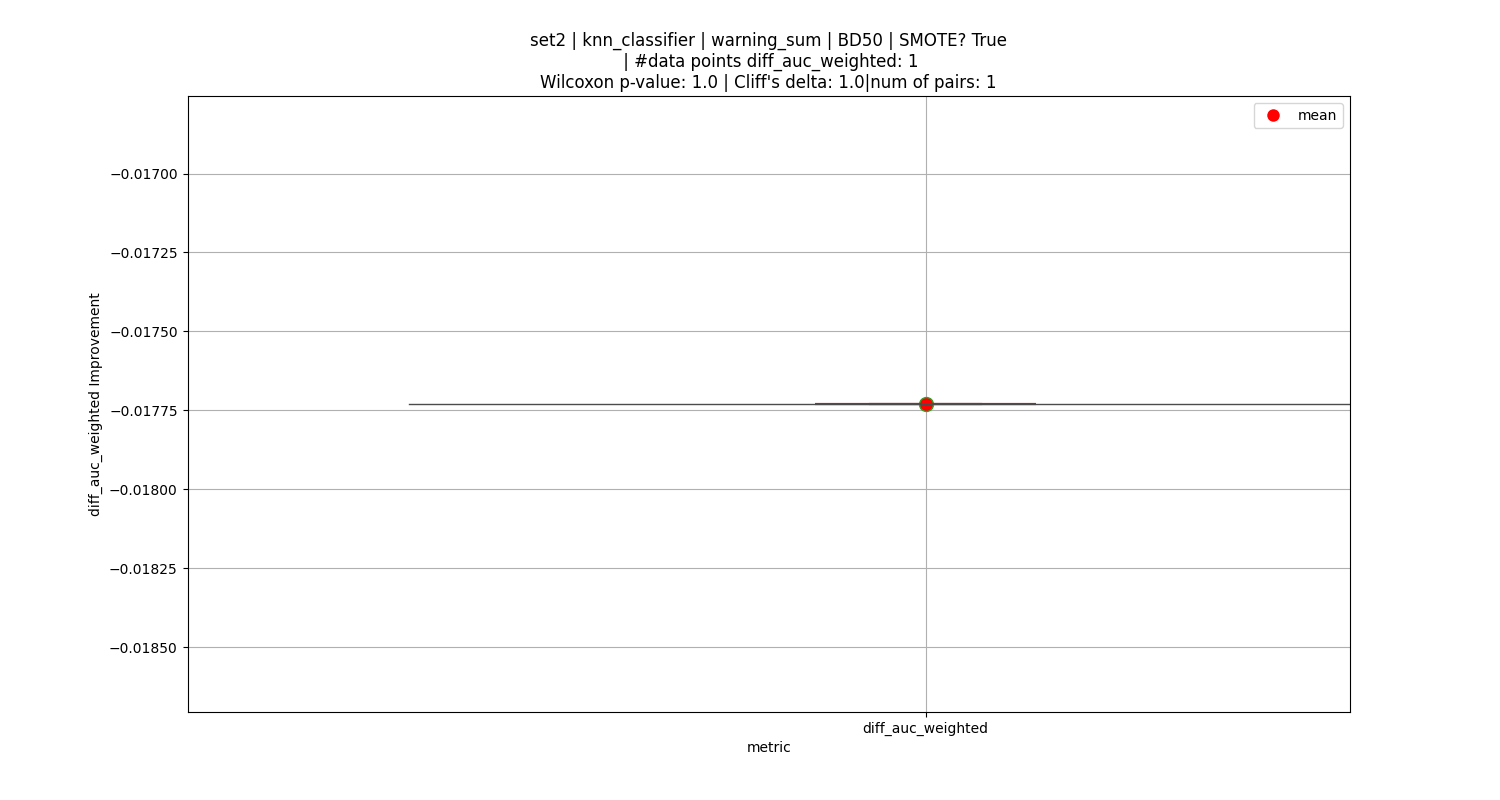 set2 | knn_classifier | warning_sum | BD50 | SMOTE? True
| #data points diff_auc_weighted: 1
Wilcoxon p-value: 1.0 | Cliff's delta: 1.0|num of pairs: 1
mean
−0.01700
−0.01725
−0.01750
−0.01775
−0.01800
−0.01825
−0.01850
diff_auc_weighted Improvement
diff_auc_weighted
metric